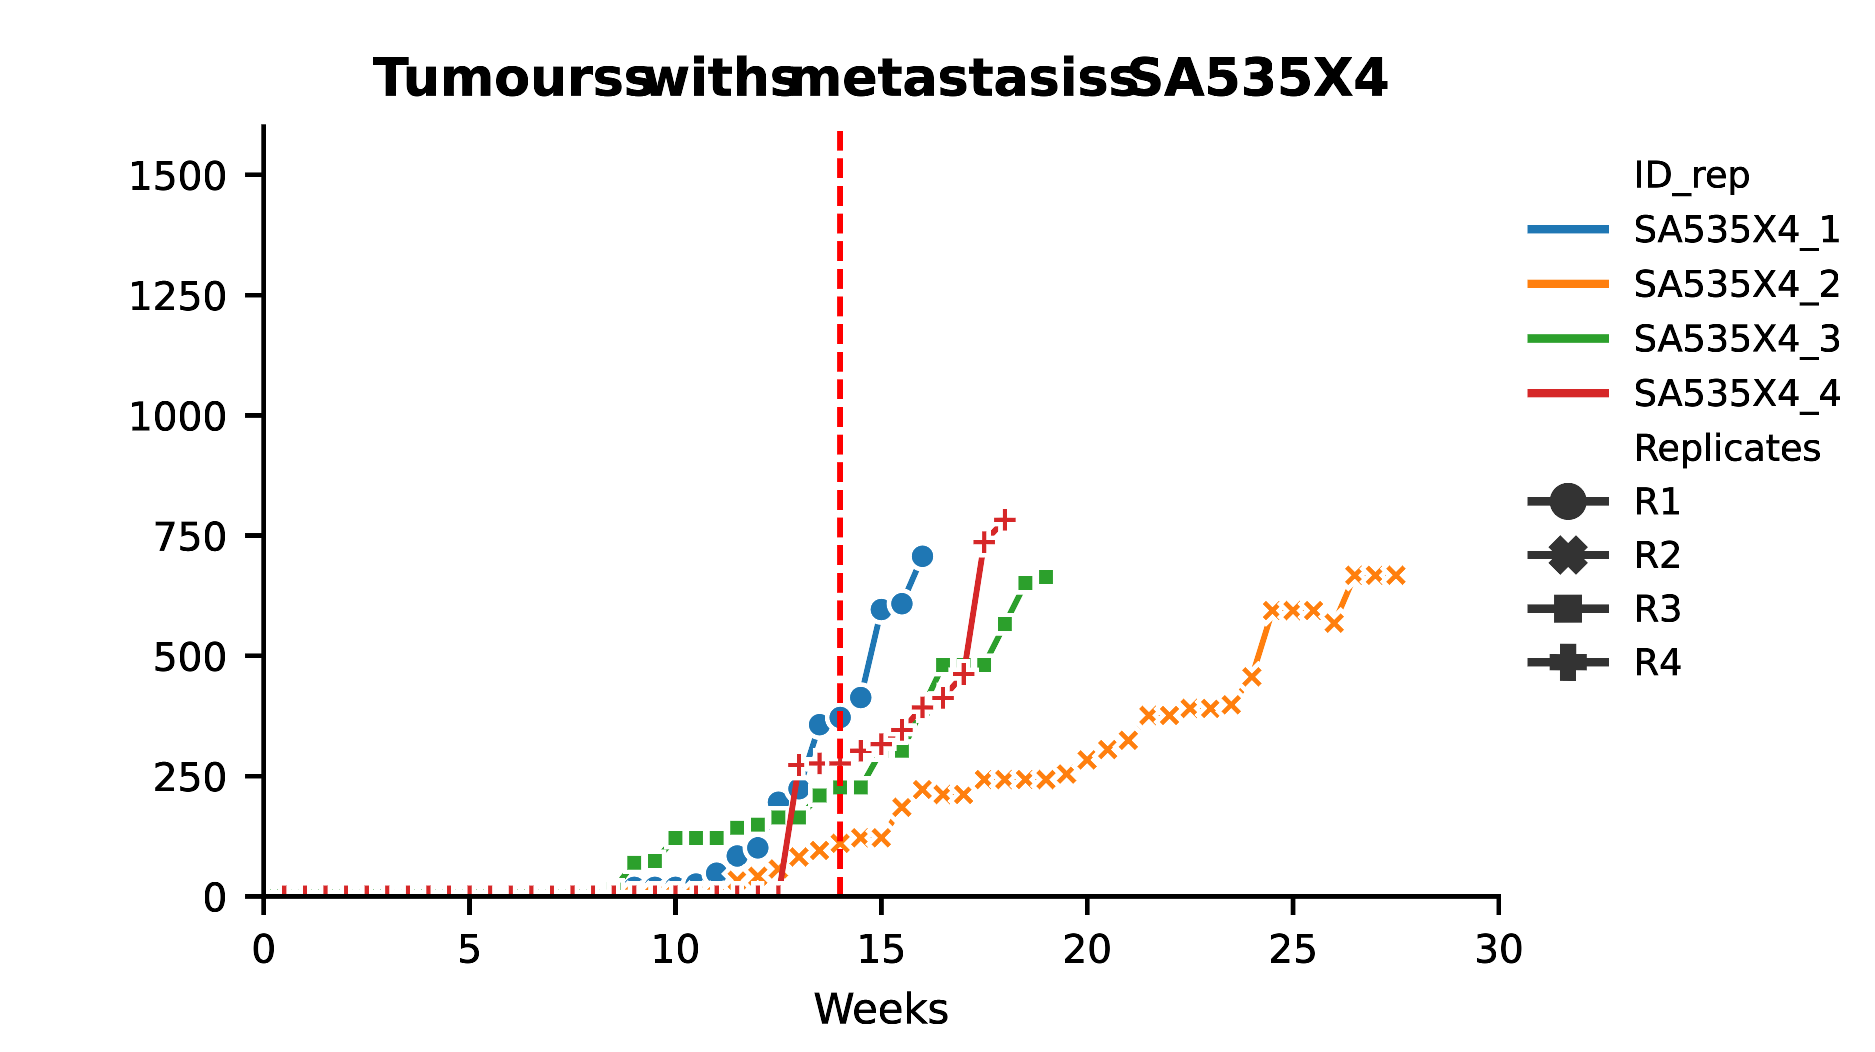 Tumourss withs metastasiss SA535X4
1500
1250
1000
750
500
250
0
0 5 10 15 20 25 30
Weeks
ID_rep
SA535X4_1
SA535X4_2
SA535X4_3
SA535X4_4
Replicates
R1
R2
R3
R4